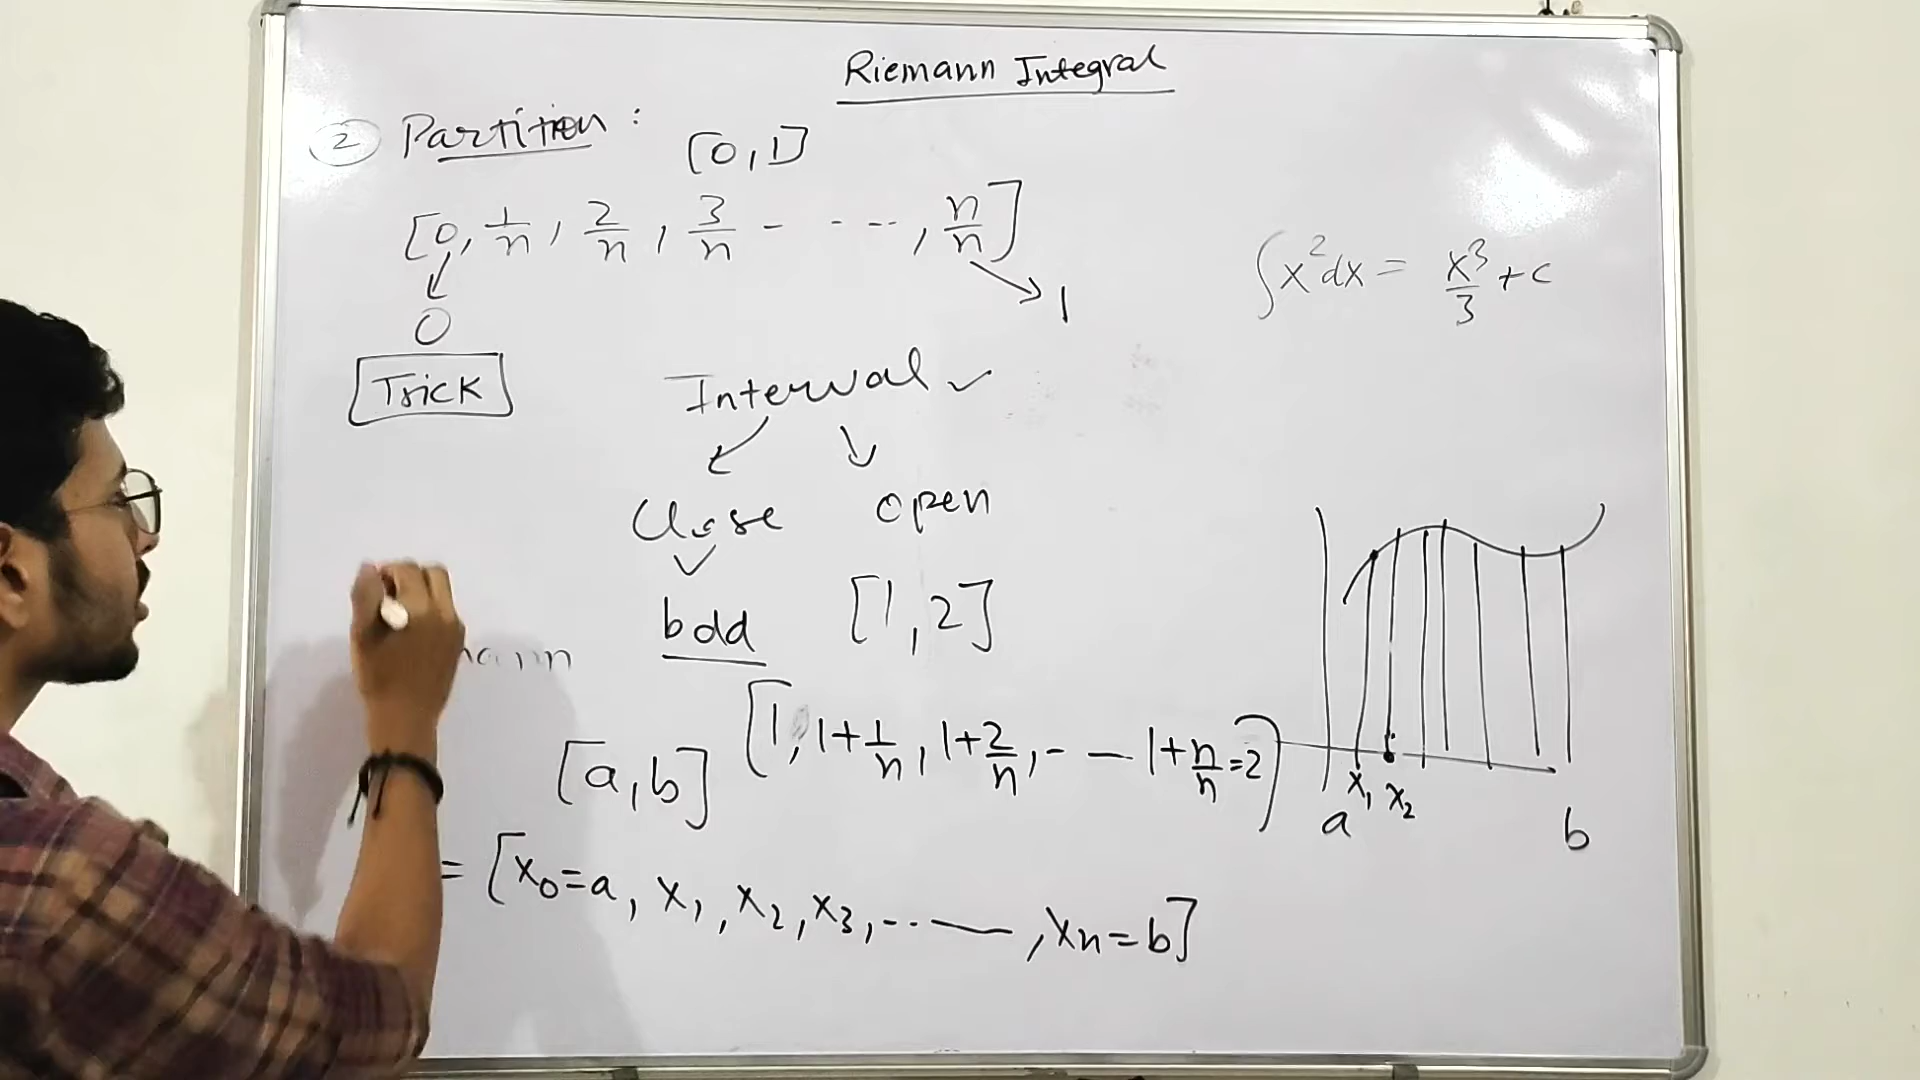 Riemann Integral
② Partition : [0,1]
[0, 1/n, 2/n, 3/n - - - --, n/n]
0
1
∫x²dx = x³/3 + c
Trick
Interval ✓
Close open
bdd [1,2]
[a,b] [1, 1+1/n, 1+2/n, - — 1+n/n=2]
= [x₀=a, x₁, x₂, x₃, --—, xₙ=b]
x₁ x₂
a b